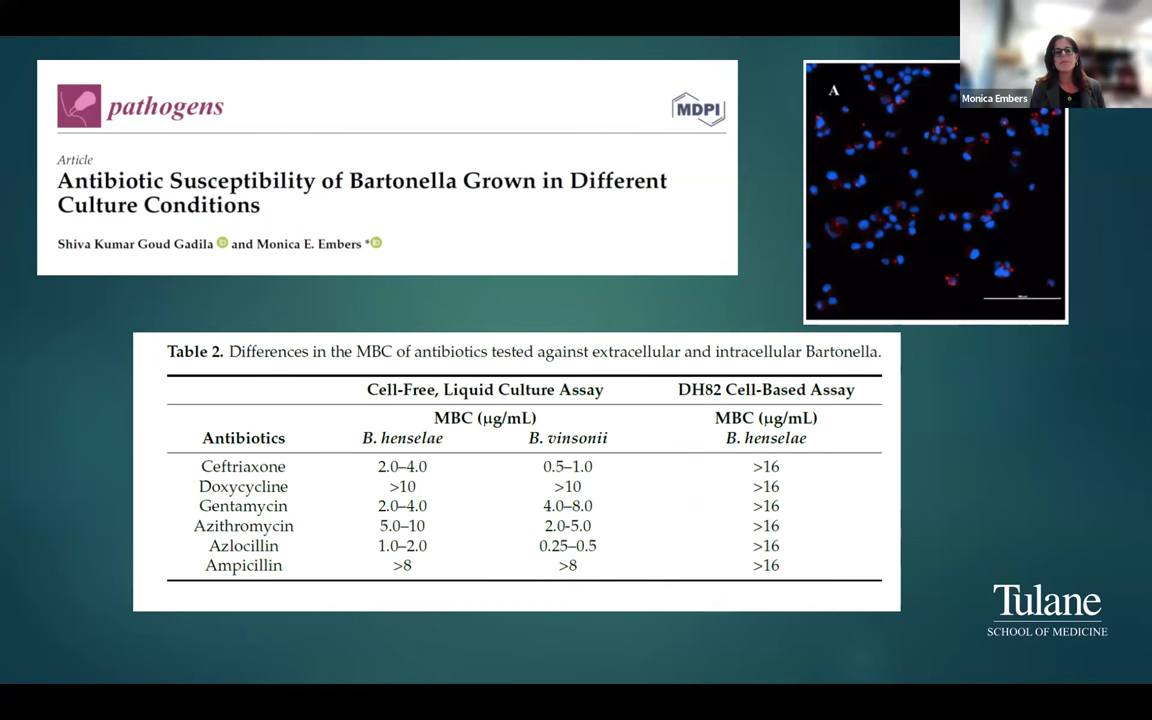 pathogens
MDPI
Article
Antibiotic Susceptibility of Bartonella Grown in Different
Culture Conditions
Shiva Kumar Goud Gadila iD and Monica E. Embers *iD
A
Monica Embers
Table 2. Differences in the MBC of antibiotics tested against extracellular and intracellular Bartonella.
Cell-Free, Liquid Culture Assay DH82 Cell-Based Assay
MBC (μg/mL) MBC (μg/mL)
Antibiotics B. henselae B. vinsonii B. henselae
Ceftriaxone 2.0–4.0 0.5–1.0 >16
Doxycycline >10 >10 >16
Gentamycin 2.0–4.0 4.0–8.0 >16
Azithromycin 5.0–10 2.0-5.0 >16
Azlocillin 1.0–2.0 0.25–0.5 >16
Ampicillin >8 >8 >16
Tulane
SCHOOL OF MEDICINE